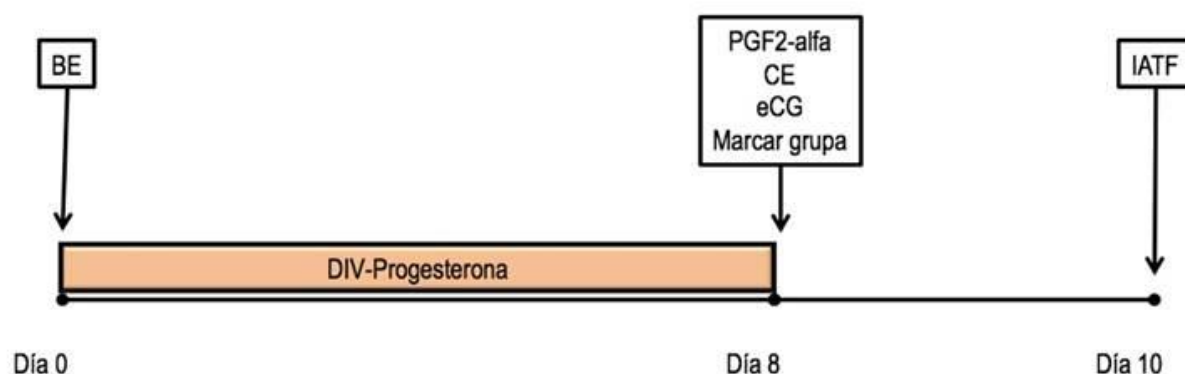 BE
PGF2-alfa
CE
eCG
Marcar grupa
IATF
DIV-Progesterona
Día 0
Día 8
Día 10